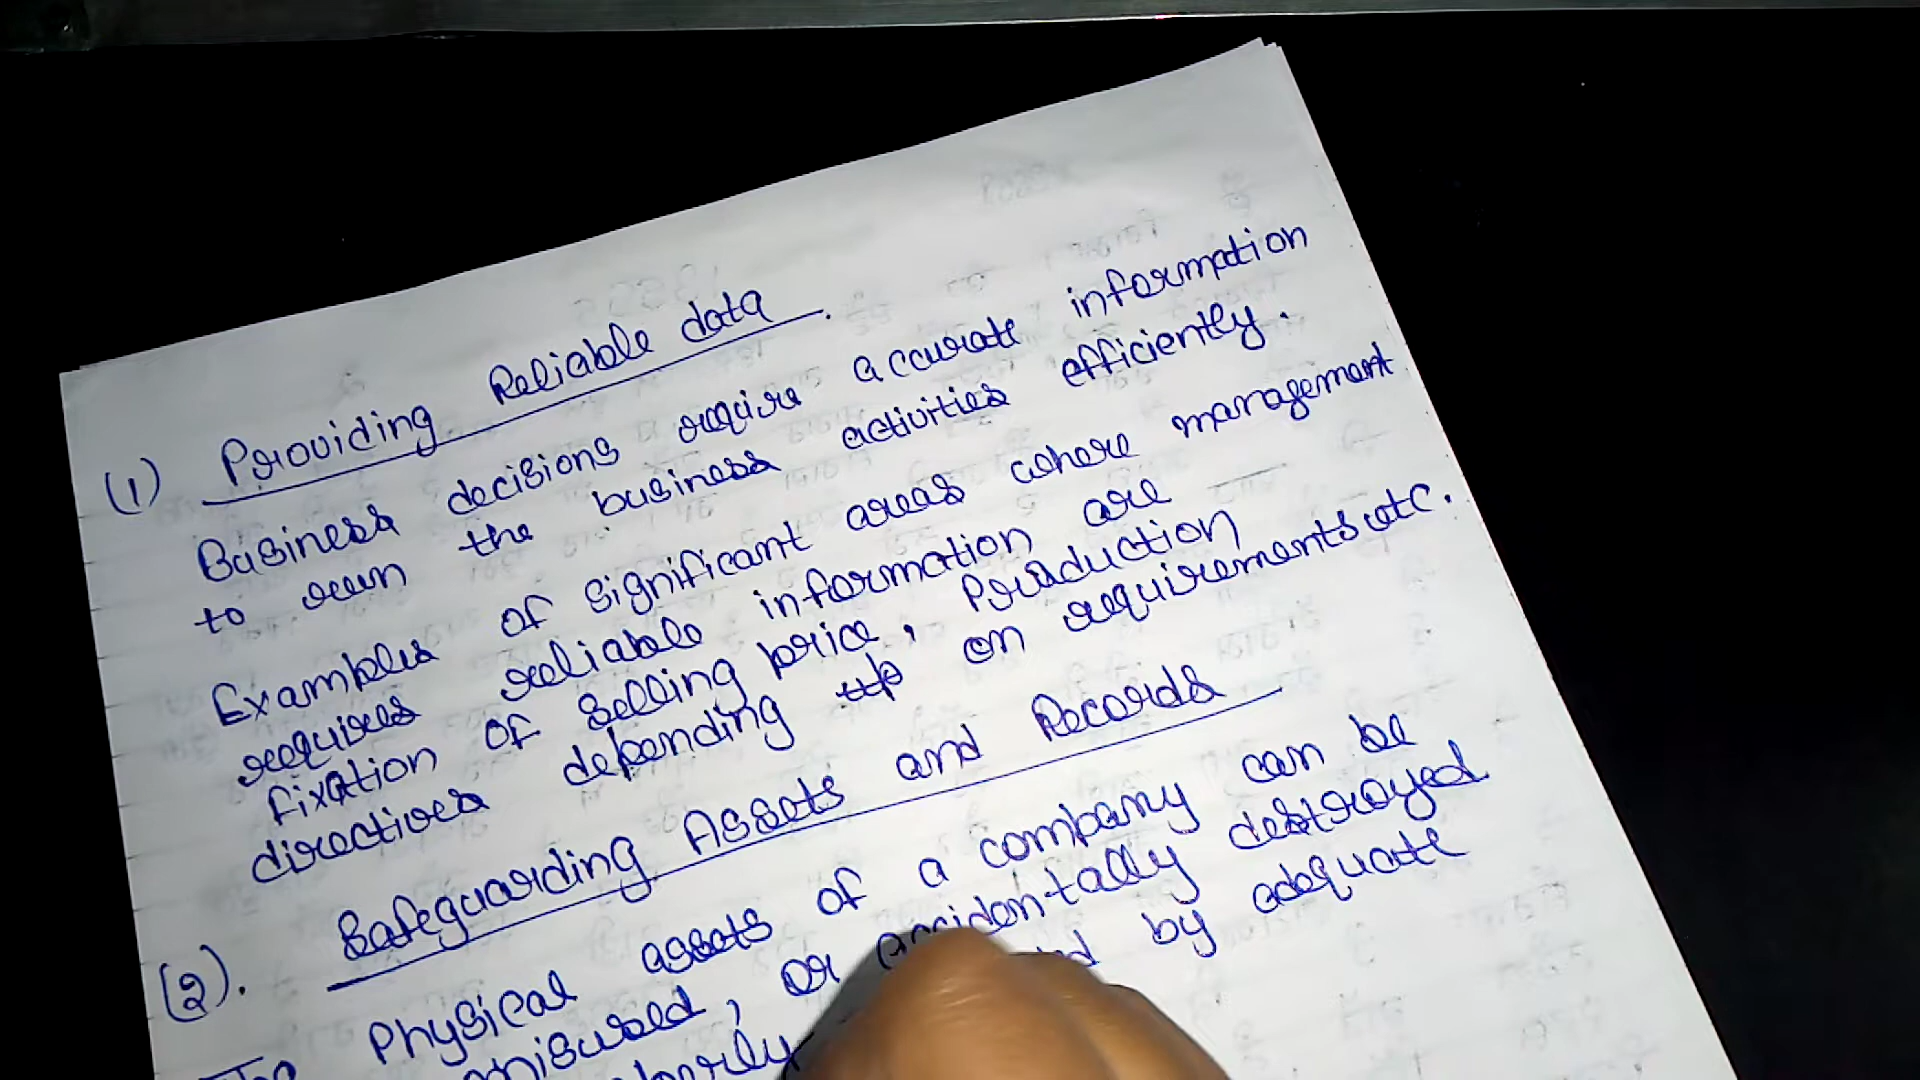 (1) Providing Reliable data.
Business decisions require accurate information
to run the business activities efficiently.
Examples of significant areas where management
requires reliable information are
fixation of selling price, Production
directives depending on requirements etc.
(2). Safeguarding Assets and Records
The Physical assets of a company can be
misused, or accidentally destroyed
by adequate